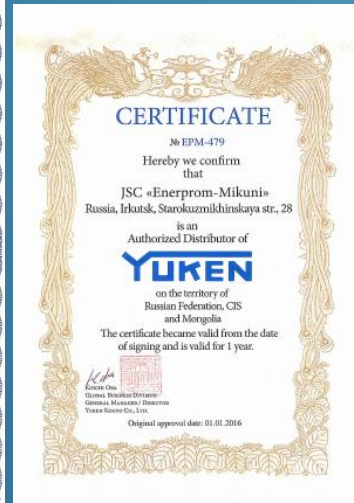 CERTIFICATE
№ EPM-479
Hereby we confirm
that
JSC «Enerprom-Mikuni»
Russia, Irkutsk, Starokuzmikhinskaya str., 28
is an
Authorized Distributor of
YUKEN
on the territory of
Russian Federation, CIS
and Mongolia
The certificate became valid from the date
of signing and is valid for 1 year.
Global Business Division
General Manager / Director
Yuken Kogyo Co., Ltd.
Original approval date: 01.01.2016